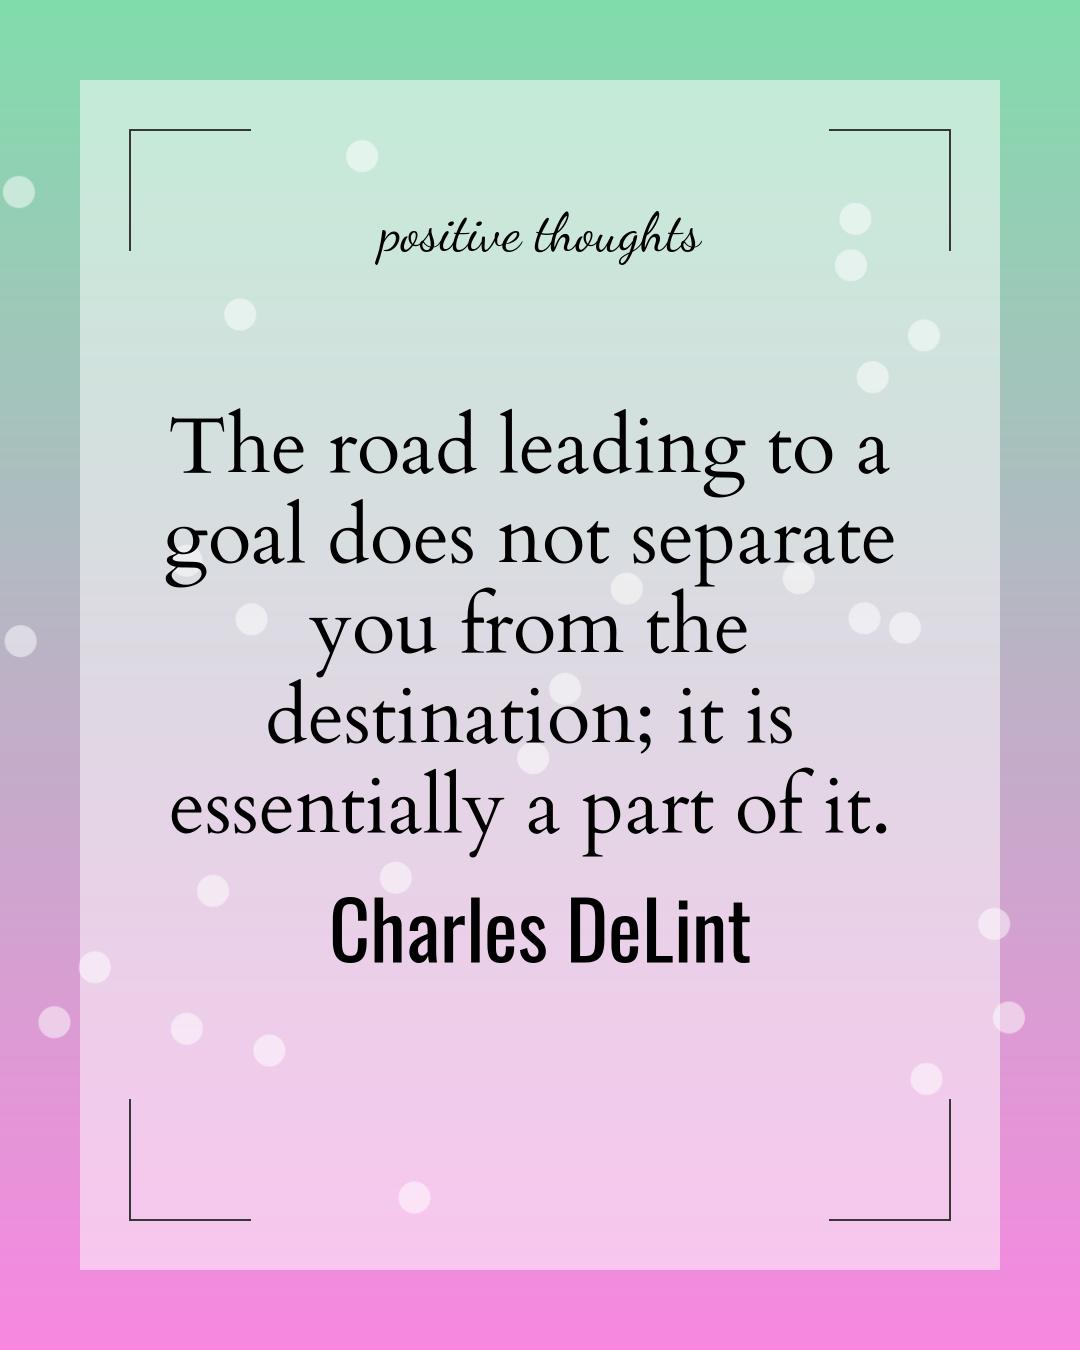 positive thoughts
The road leading to a
goal does not separate
you from the
destination; it is
essentially a part of it.
Charles DeLint